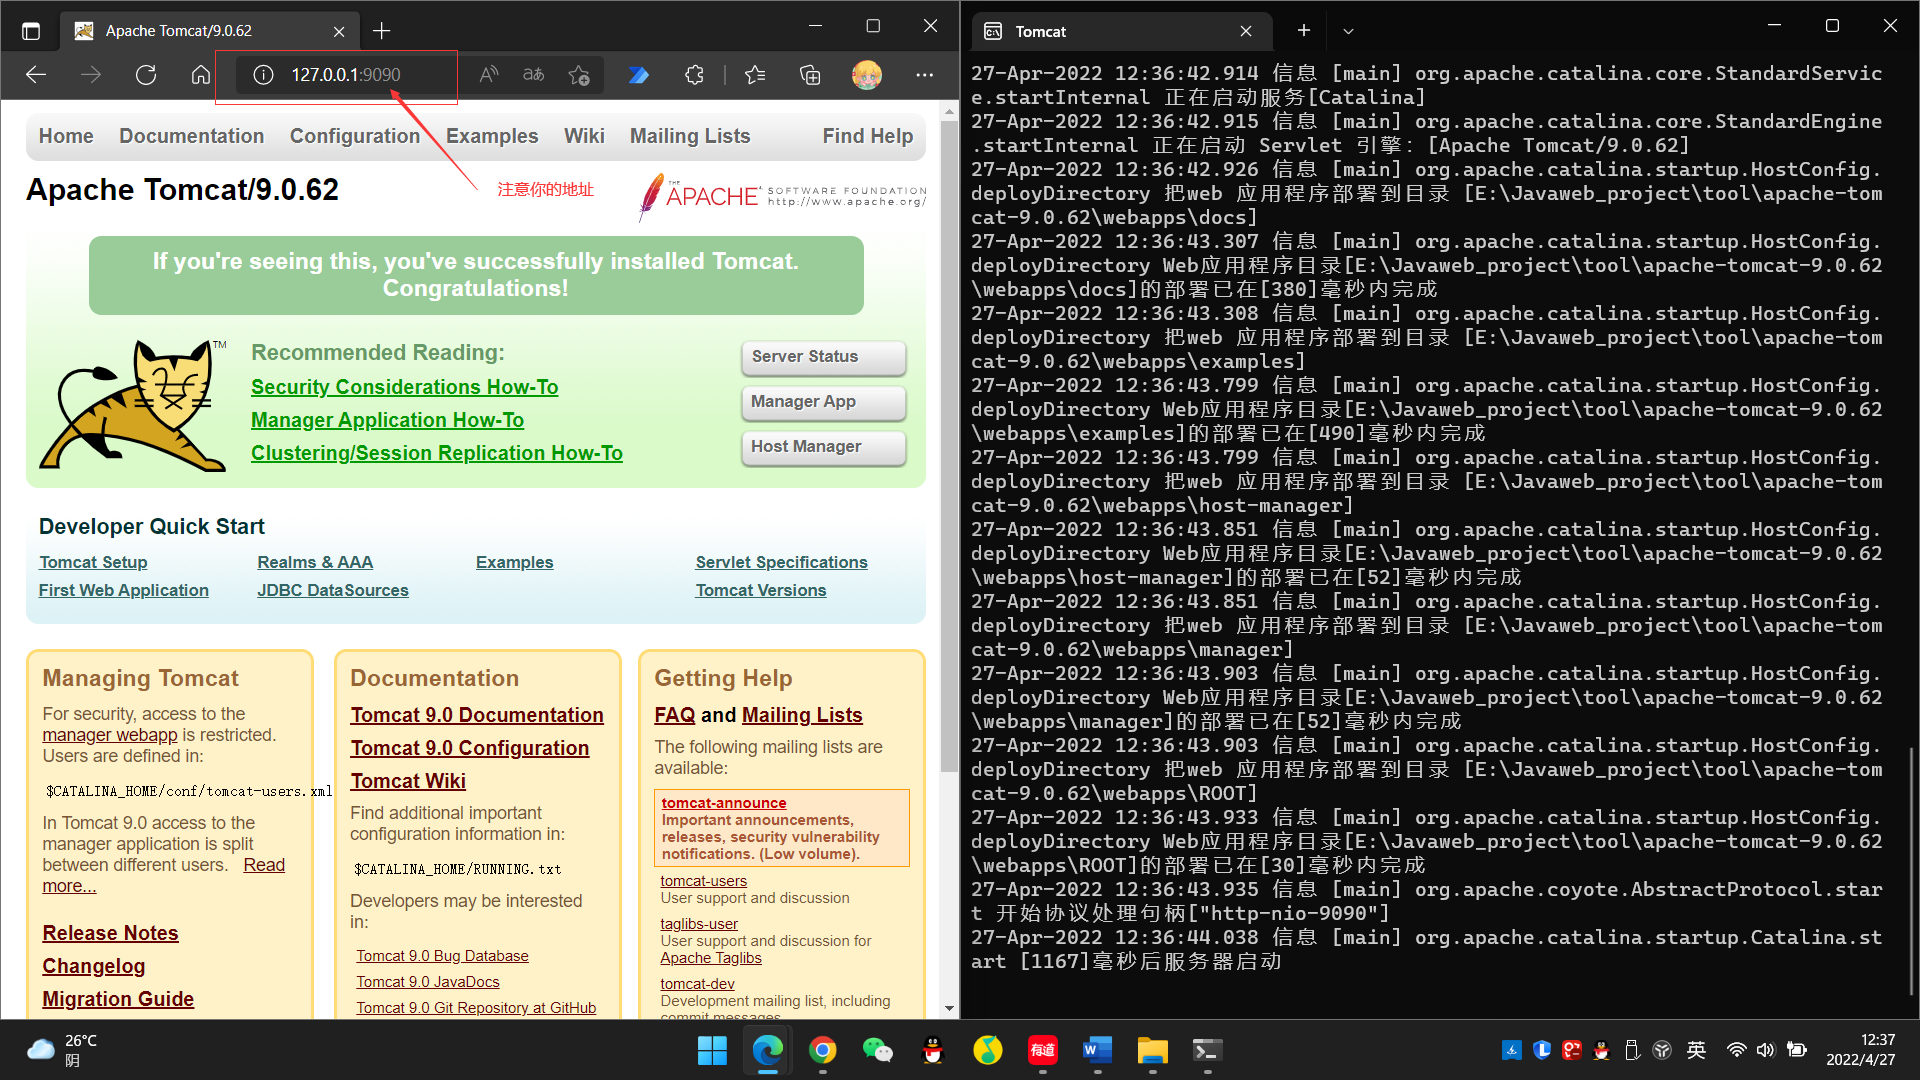 Apache Tomcat/9.0.62
127.0.0.1:9090
Home Documentation Configuration Examples Wiki Mailing Lists Find Help
Apache Tomcat/9.0.62
注意你的地址
THE
APACHE
SOFTWARE FOUNDATION
http://www.apache.org/
If you're seeing this, you've successfully installed Tomcat.
Congratulations!
TM
Recommended Reading:
Security Considerations How-To
Manager Application How-To
Clustering/Session Replication How-To
Server Status
Manager App
Host Manager
Developer Quick Start
Tomcat Setup
First Web Application
Realms & AAA
JDBC DataSources
Examples
Servlet Specifications
Tomcat Versions
Managing Tomcat
For security, access to the
manager webapp is restricted.
Users are defined in:
$CATALINA_HOME/conf/tomcat-users.xml
In Tomcat 9.0 access to the
manager application is split
between different users. Read
more...
Release Notes
Changelog
Migration Guide
Documentation
Tomcat 9.0 Documentation
Tomcat 9.0 Configuration
Tomcat Wiki
Find additional important
configuration information in:
$CATALINA_HOME/RUNNING.txt
Developers may be interested
in:
Tomcat 9.0 Bug Database
Tomcat 9.0 JavaDocs
Tomcat 9.0 Git Repository at GitHub
Getting Help
FAQ and Mailing Lists
The following mailing lists are
available:
tomcat-announce
Important announcements,
releases, security vulnerability
notifications. (Low volume).
tomcat-users
User support and discussion
taglibs-user
User support and discussion for
Apache Taglibs
tomcat-dev
Development mailing list, including
commit messages
Tomcat
27-Apr-2022 12:36:42.914 信息 [main] org.apache.catalina.core.StandardServic
e.startInternal 正在启动服务[Catalina]
27-Apr-2022 12:36:42.915 信息 [main] org.apache.catalina.core.StandardEngine
.startInternal 正在启动 Servlet 引擎：[Apache Tomcat/9.0.62]
27-Apr-2022 12:36:42.926 信息 [main] org.apache.catalina.startup.HostConfig.
deployDirectory 把web 应用程序部署到目录 [E:\Javaweb_project\tool\apache-tom
cat-9.0.62\webapps\docs]
27-Apr-2022 12:36:43.307 信息 [main] org.apache.catalina.startup.HostConfig.
deployDirectory Web应用程序目录[E:\Javaweb_project\tool\apache-tomcat-9.0.62
\webapps\docs]的部署已在[380]毫秒内完成
27-Apr-2022 12:36:43.308 信息 [main] org.apache.catalina.startup.HostConfig.
deployDirectory 把web 应用程序部署到目录 [E:\Javaweb_project\tool\apache-tom
cat-9.0.62\webapps\examples]
27-Apr-2022 12:36:43.799 信息 [main] org.apache.catalina.startup.HostConfig.
deployDirectory Web应用程序目录[E:\Javaweb_project\tool\apache-tomcat-9.0.62
\webapps\examples]的部署已在[490]毫秒内完成
27-Apr-2022 12:36:43.799 信息 [main] org.apache.catalina.startup.HostConfig.
deployDirectory 把web 应用程序部署到目录 [E:\Javaweb_project\tool\apache-tom
cat-9.0.62\webapps\host-manager]
27-Apr-2022 12:36:43.851 信息 [main] org.apache.catalina.startup.HostConfig.
deployDirectory Web应用程序目录[E:\Javaweb_project\tool\apache-tomcat-9.0.62
\webapps\host-manager]的部署已在[52]毫秒内完成
27-Apr-2022 12:36:43.851 信息 [main] org.apache.catalina.startup.HostConfig.
deployDirectory 把web 应用程序部署到目录 [E:\Javaweb_project\tool\apache-tom
cat-9.0.62\webapps\manager]
27-Apr-2022 12:36:43.903 信息 [main] org.apache.catalina.startup.HostConfig.
deployDirectory Web应用程序目录[E:\Javaweb_project\tool\apache-tomcat-9.0.62
\webapps\manager]的部署已在[52]毫秒内完成
27-Apr-2022 12:36:43.903 信息 [main] org.apache.catalina.startup.HostConfig.
deployDirectory 把web 应用程序部署到目录 [E:\Javaweb_project\tool\apache-tom
cat-9.0.62\webapps\ROOT]
27-Apr-2022 12:36:43.933 信息 [main] org.apache.catalina.startup.HostConfig.
deployDirectory Web应用程序目录[E:\Javaweb_project\tool\apache-tomcat-9.0.62
\webapps\ROOT]的部署已在[30]毫秒内完成
27-Apr-2022 12:36:43.935 信息 [main] org.apache.coyote.AbstractProtocol.star
t 开始协议处理句柄["http-nio-9090"]
27-Apr-2022 12:36:44.038 信息 [main] org.apache.catalina.startup.Catalina.st
art [1167]毫秒后服务器启动
26°C
阴
有道
英
12:37
2022/4/27